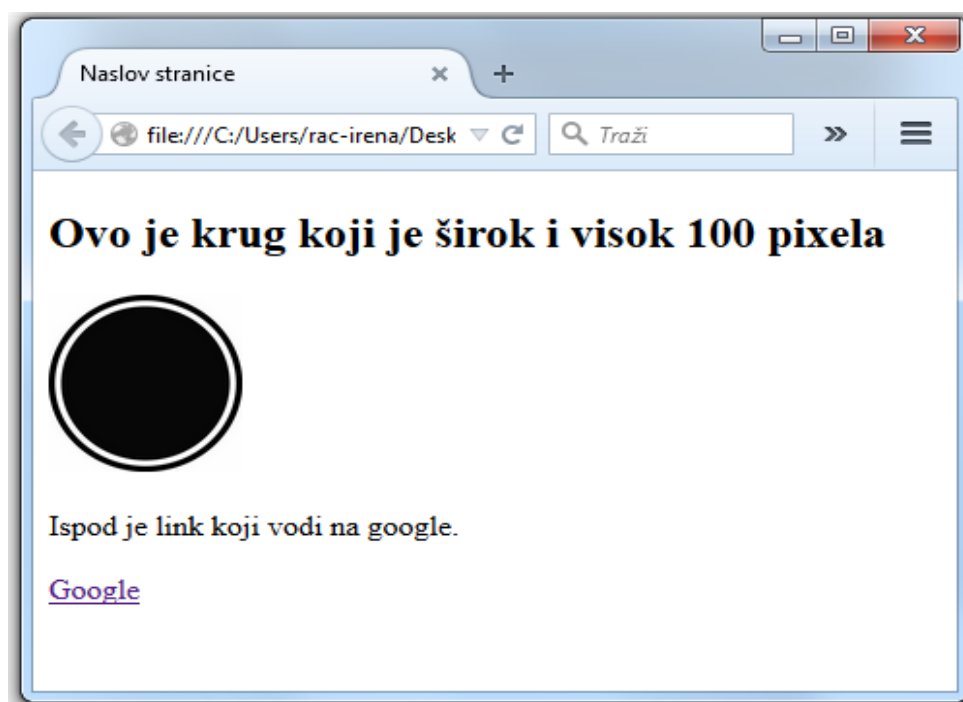 Naslov stranice
file:///C:/Users/rac-irena/Desk
Traži
Ovo je krug koji je širok i visok 100 pixela
Ispod je link koji vodi na google.
Google